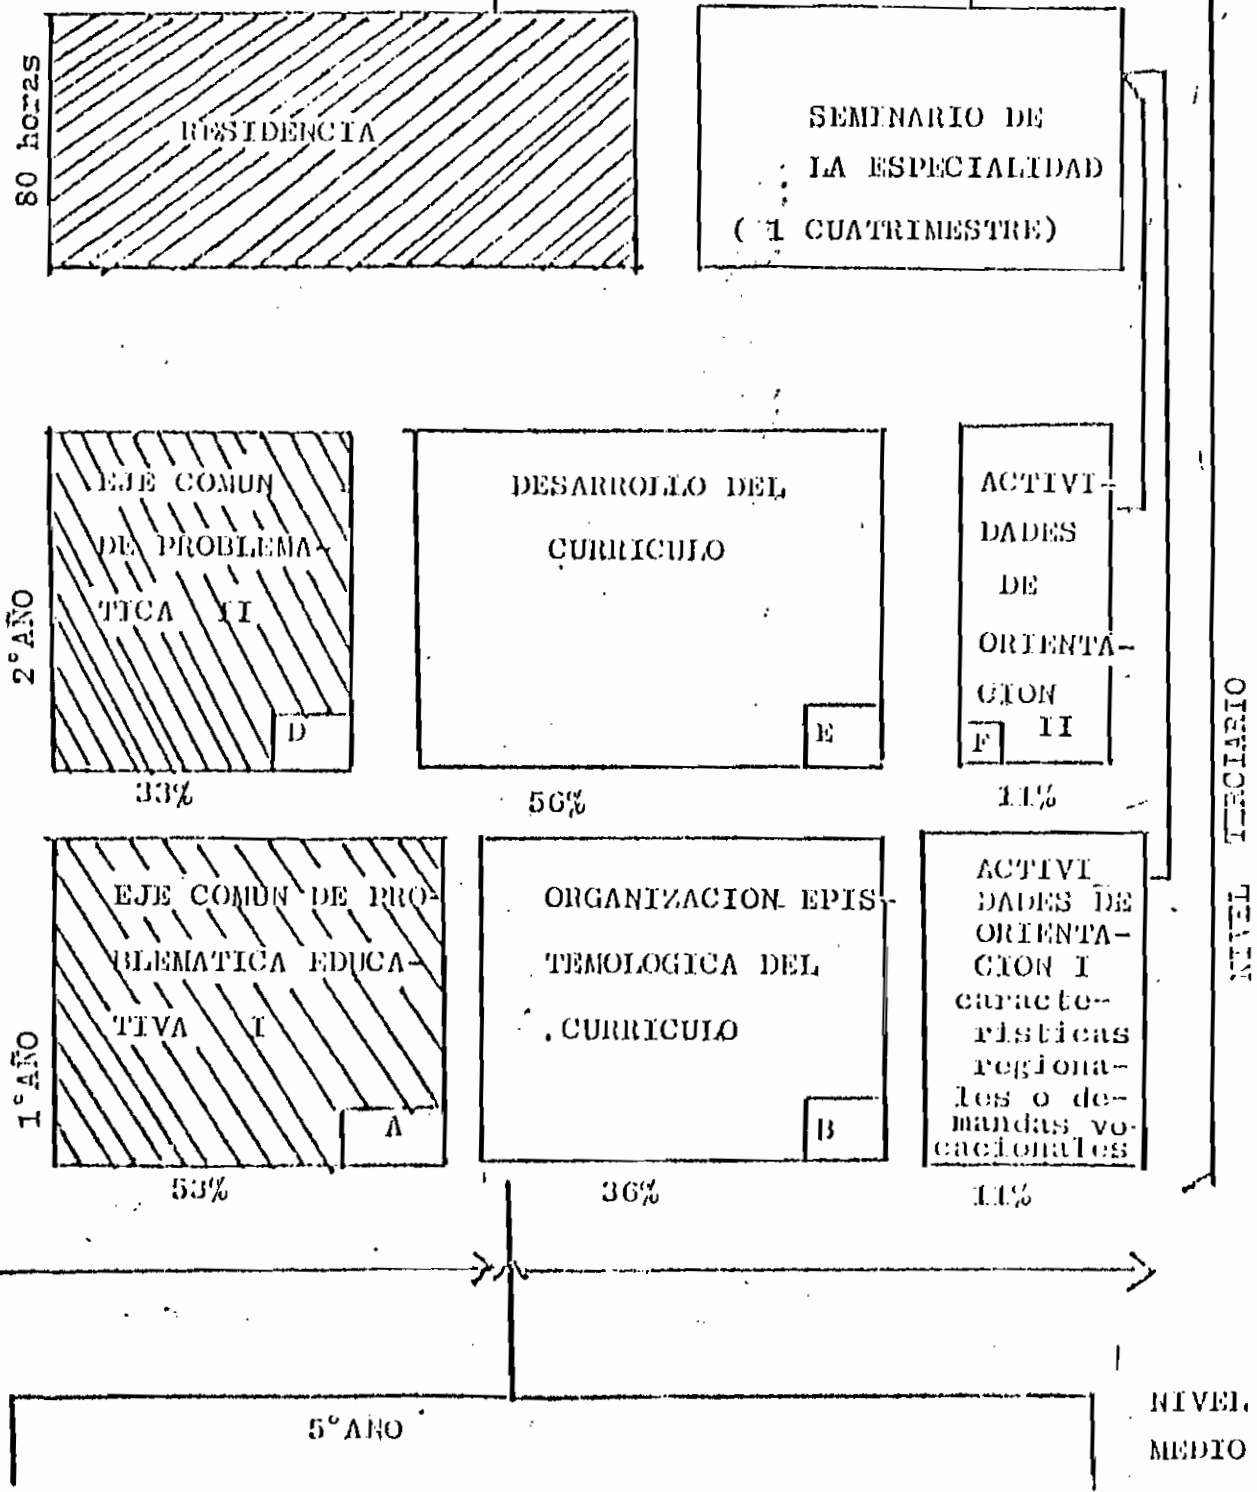 80 horas
RESIDENCIA
SEMINARIO DE
LA ESPECIALIDAD
( 1 CUATRIMESTRE)
2°AÑO
EJE COMUN
DE PROBLEMA-
TICA II
D
33%
DESARROLLO DEL
CURRICULO
E
56%
ACTIVI-
DADES
DE
ORIENTA-
CION
II
F
11%
1°AÑO
EJE COMUN DE PRO-
BLEMATICA EDUCA-
TIVA I
A
53%
ORGANIZACION EPIS-
TEMOLOGICA DEL
CURRICULO
B
36%
ACTIVI
DADES DE
ORIENTA-
CION I
caracte-
risticas
regiona-
les o de-
mandas vo-
cacionales
11%
NIVEL TERCIARIO
5°AÑO
NIVEL
MEDIO